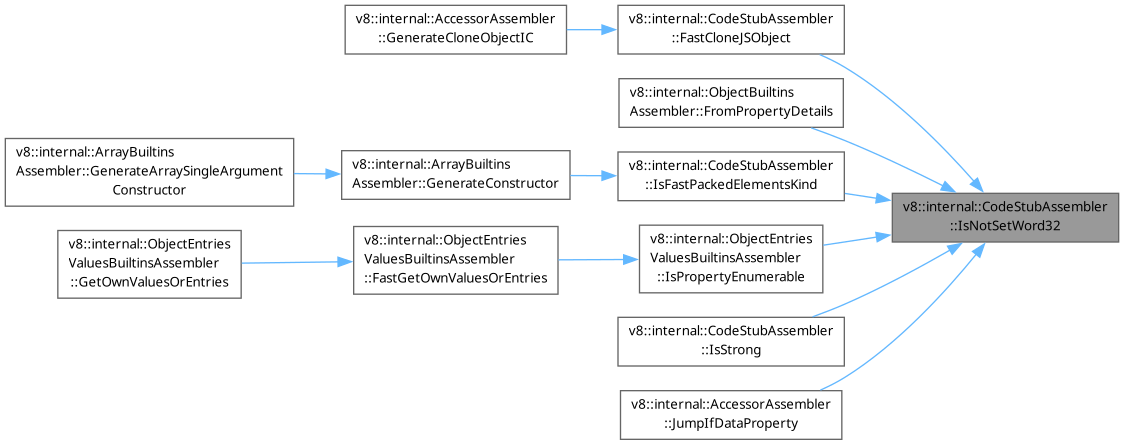 v8::internal::AccessorAssembler
::GenerateCloneObjectIC
v8::internal::CodeStubAssembler
::FastCloneJSObject
v8::internal::ObjectBuiltins
Assembler::FromPropertyDetails
v8::internal::ArrayBuiltins
Assembler::GenerateArraySingleArgument
Constructor
v8::internal::ArrayBuiltins
Assembler::GenerateConstructor
v8::internal::CodeStubAssembler
::IsFastPackedElementsKind
v8::internal::CodeStubAssembler
::IsNotSetWord32
v8::internal::ObjectEntries
ValuesBuiltinsAssembler
::GetOwnValuesOrEntries
v8::internal::ObjectEntries
ValuesBuiltinsAssembler
::FastGetOwnValuesOrEntries
v8::internal::ObjectEntries
ValuesBuiltinsAssembler
::IsPropertyEnumerable
v8::internal::CodeStubAssembler
::IsStrong
v8::internal::AccessorAssembler
::JumpIfDataProperty